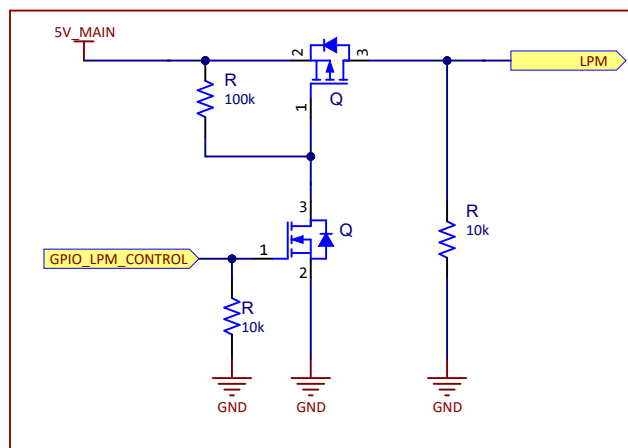 5V_MAIN
2
3
LPM
R
100k
1
Q
3
Q
R
10k
GPIO_LPM_CONTROL
1
2
R
10k
GND
GND
GND